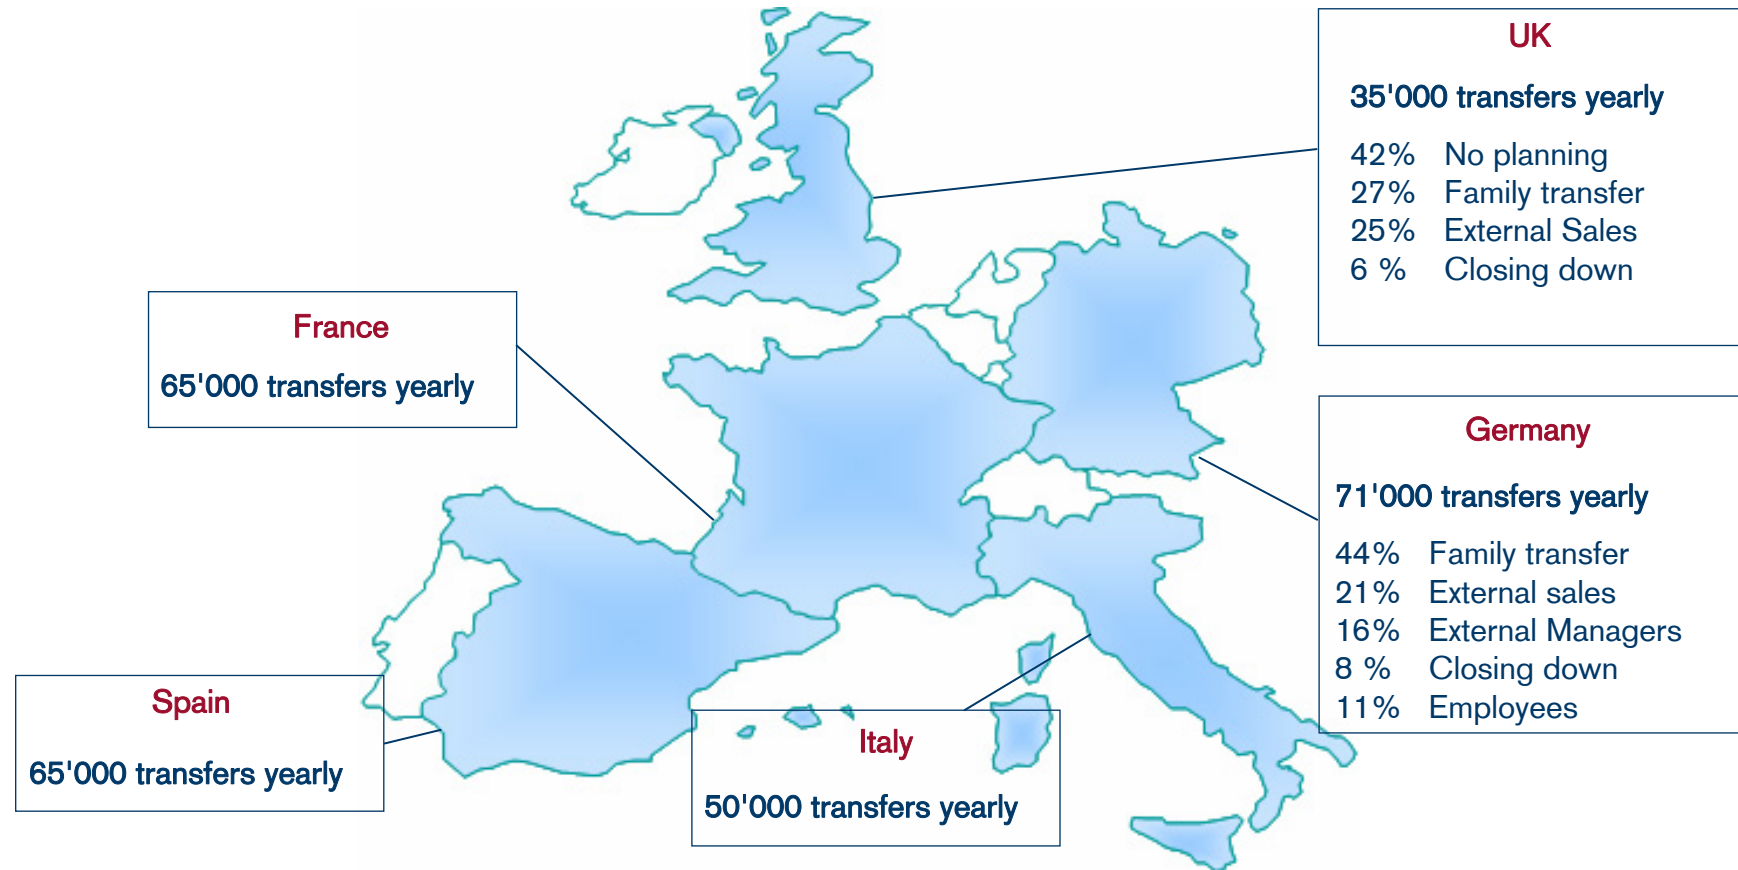 UK
35'000 transfers yearly
42% No planning
27% Family transfer
25% External Sales
6 % Closing down
France
65'000 transfers yearly
Germany
71'000 transfers yearly
44% Family transfer
21% External sales
16% External Managers
8 % Closing down
11% Employees
Spain
65'000 transfers yearly
Italy
50'000 transfers yearly